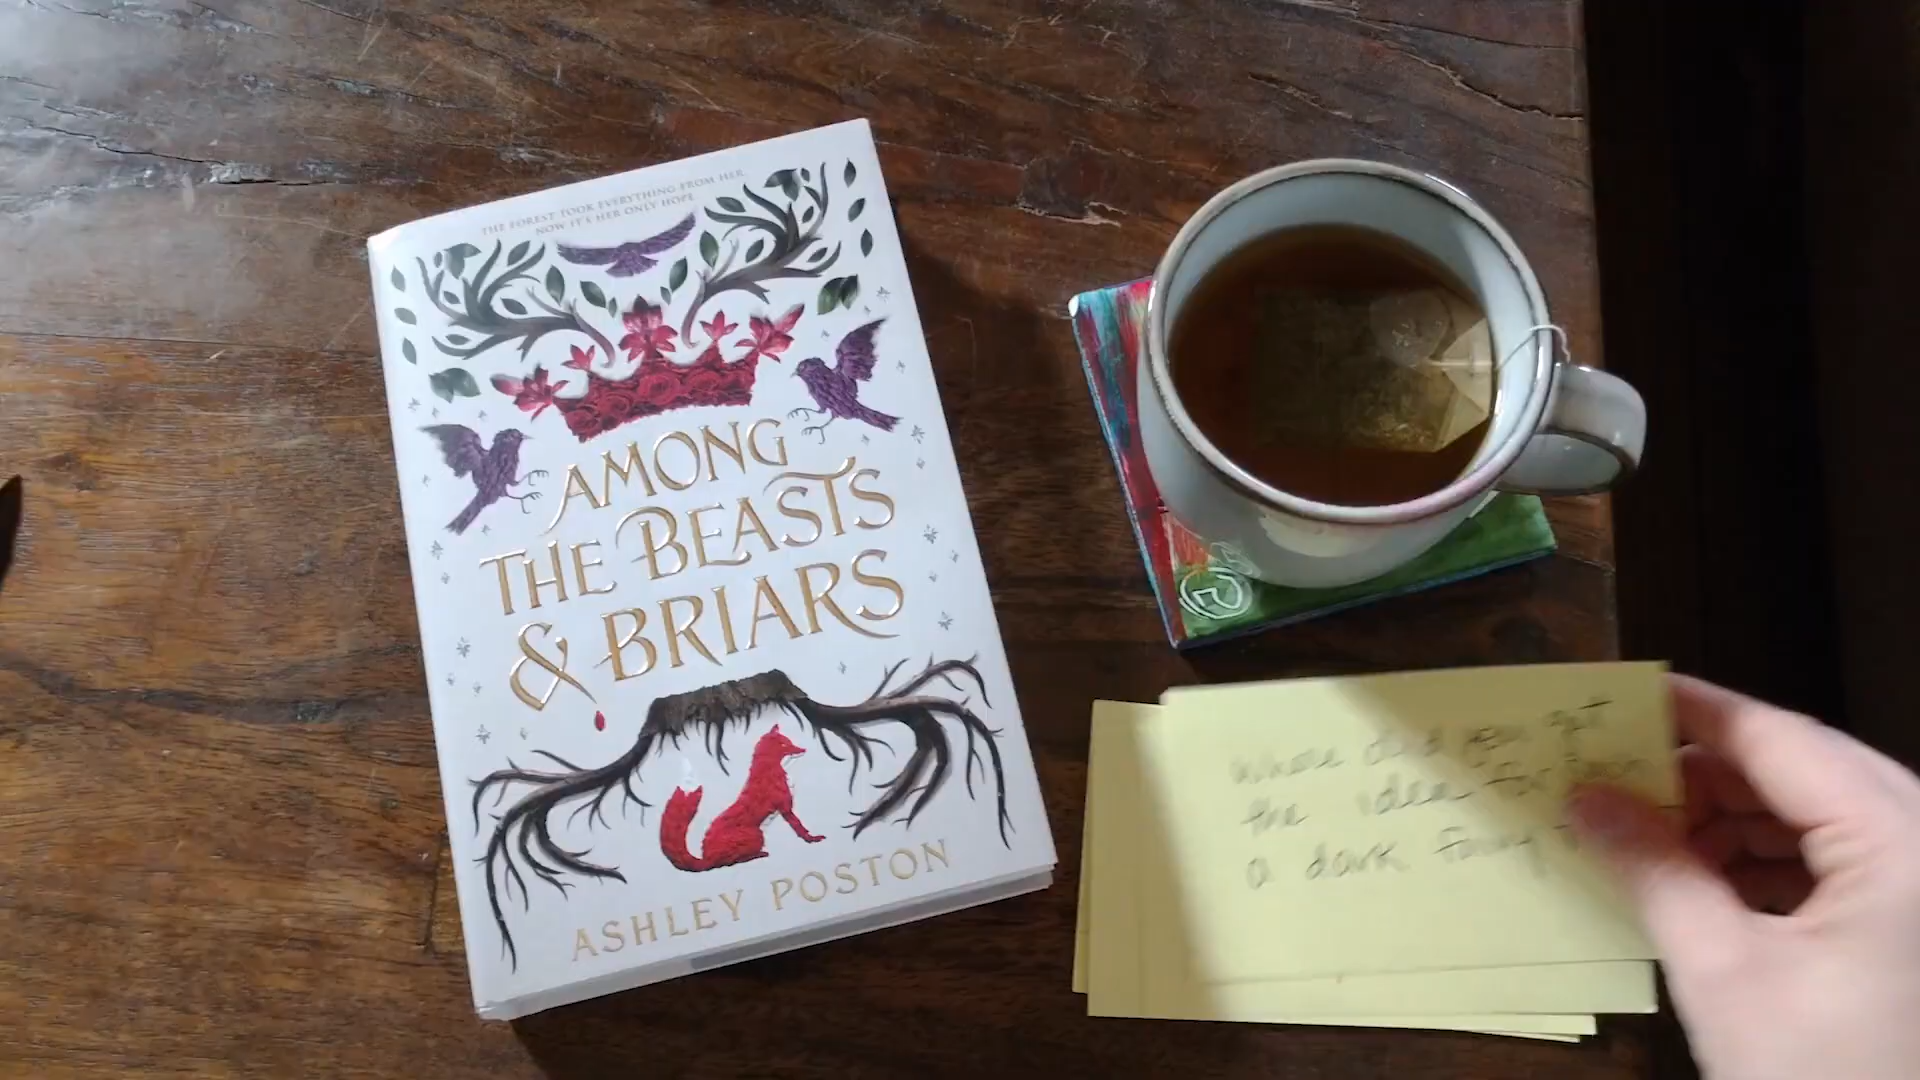 THE FOREST TOOK EVERYTHING FROM HER.
NOW IT'S HER ONLY HOPE
AMONG
THE BEASTS
& BRIARS
ASHLEY POSTON
where did you get
the idea for
a dark fairy